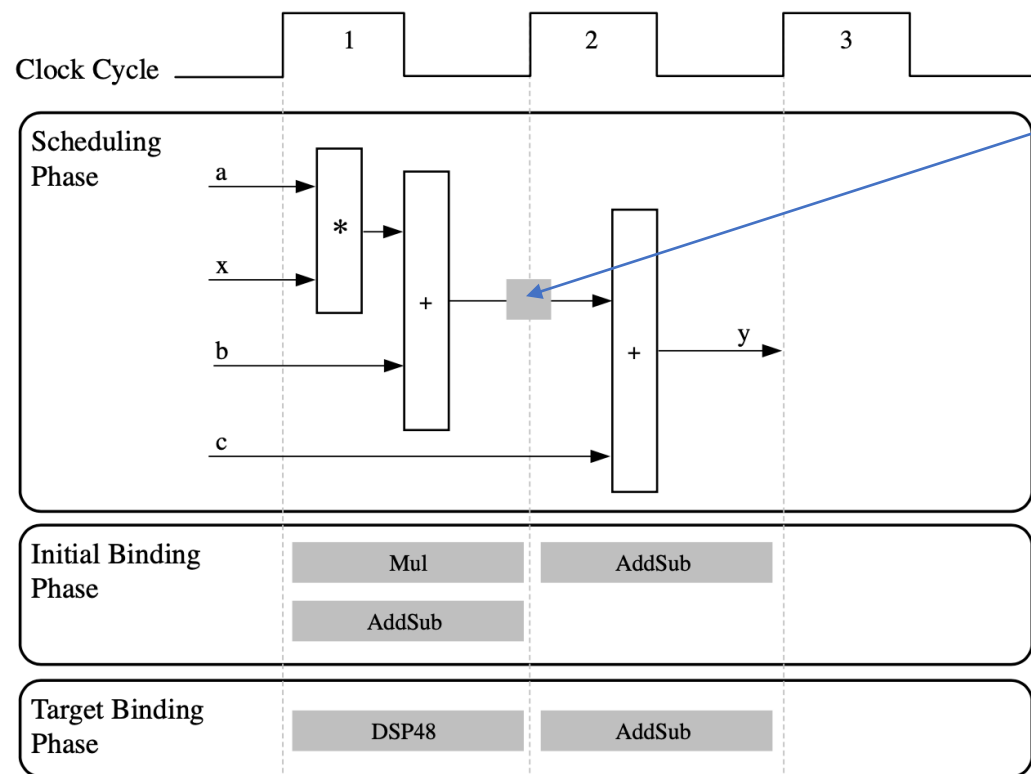 1
2
3
Clock Cycle
Scheduling
Phase
a
*
x
+
b
+
y
c
Initial Binding
Phase
Mul
AddSub
AddSub
Target Binding
Phase
DSP48
AddSub